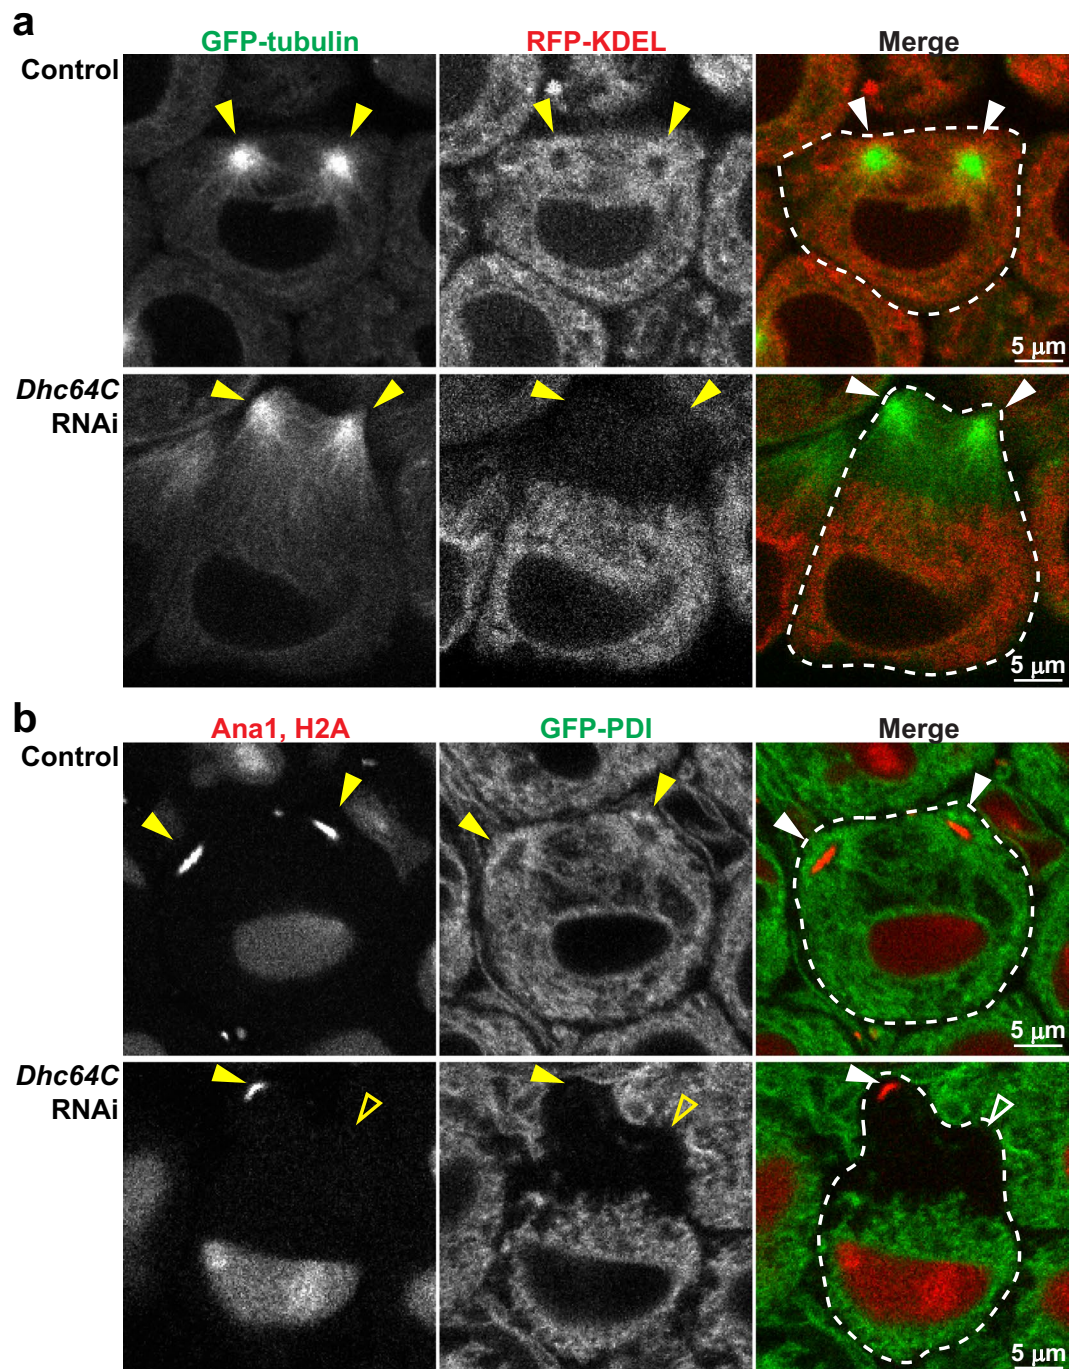 a
GFP-tubulin RFP-KDEL Merge
Control
5 μm
Dhc64C
RNAi
5 μm
b
Ana1, H2A GFP-PDI Merge
Control
5 μm
Dhc64C
RNAi
5 μm